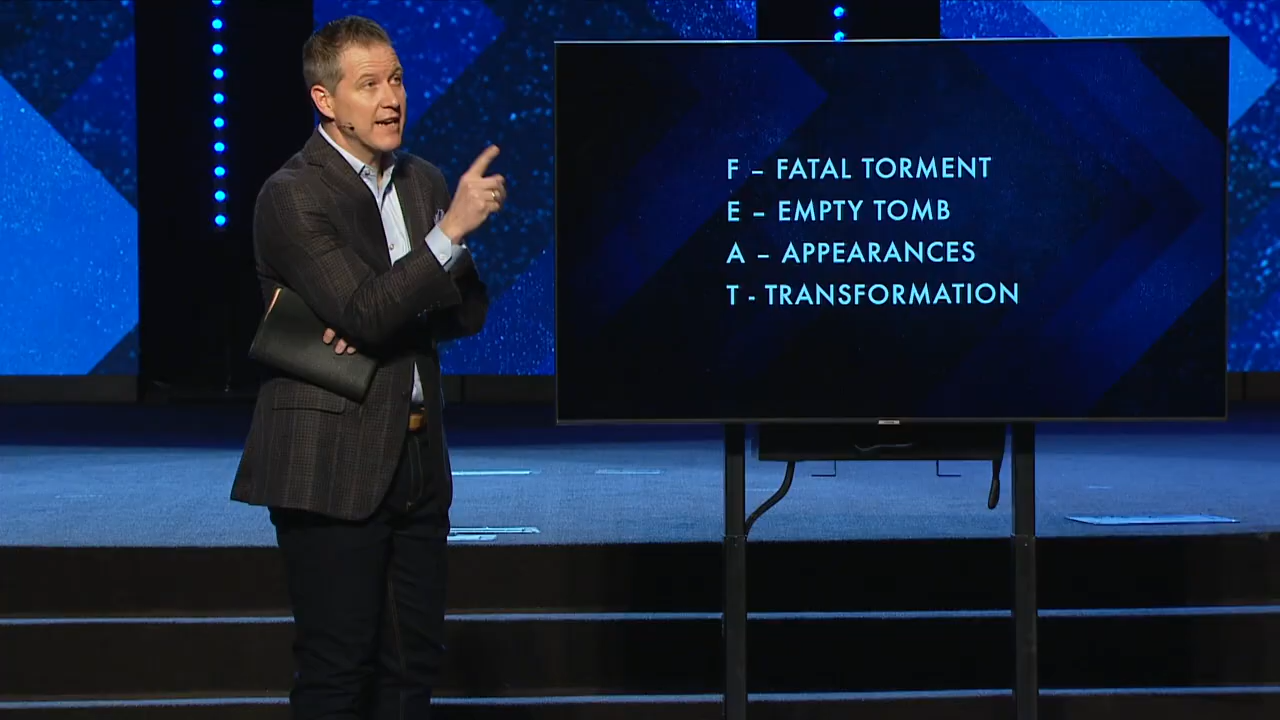 F – FATAL TORMENT
E – EMPTY TOMB
A – APPEARANCES
T - TRANSFORMATION